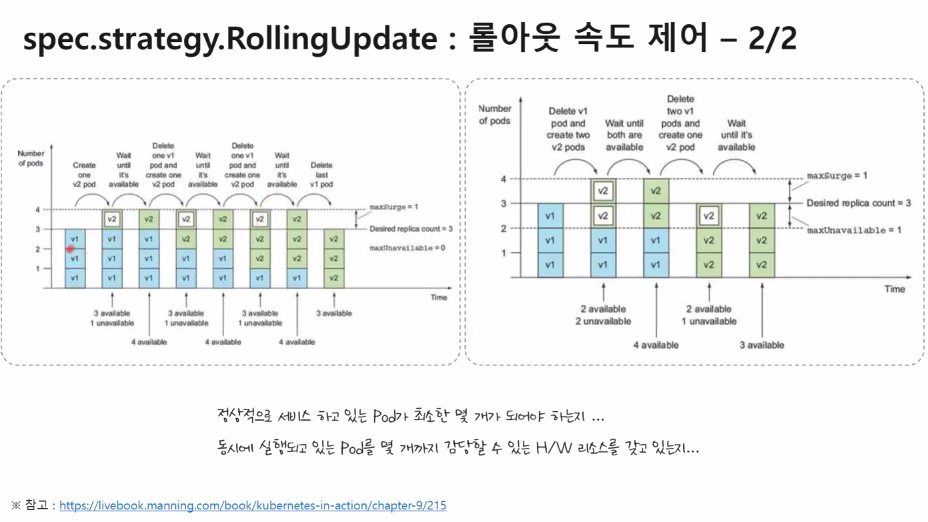 spec.strategy.RollingUpdate : 롤아웃 속도 제어 – 2/2
Number
of pods
Create
one
v2 pod
Wait
until
it's
available
Delete
one v1
pod and
create one
v2 pod
Wait
until
it's
available
Delete
one v1
pod and
create one
v2 pod
Wait
until
it's
available
Delete
last
v1 pod
4
3
2
1
v1
v1
v1
v2
v1
v1
v1
v2
v1
v1
v1
v2
v2
v1
v1
v2
v2
v1
v1
v2
v2
v2
v1
v2
v2
v2
v1
v2
v2
v2
maxSurge = 1
Desired replica count = 3
maxUnavailable = 0
Time
3 available
1 unavailable
4 available
3 available
1 unavailable
4 available
3 available
1 unavailable
4 available
3 available
Number
of pods
Delete v1
pod and
create two
v2 pods
Wait until
both are
available
Delete
two v1
pods and
create one
v2 pod
Wait
until it's
available
4
3
2
1
v1
v1
v1
v2
v2
v1
v1
v2
v2
v1
v1
v2
v2
v2
v2
v2
v2
maxSurge = 1
Desired replica count = 3
maxUnavailable = 1
Time
2 available
2 unavailable
4 available
2 available
1 unavailable
3 available
정상적으로 서비스 하고 있는 Pod가 최소한 몇 개가 되어야 하는지 ...
동시에 실행되고 있는 Pod를 몇 개까지 감당할 수 있는 H/W 리소스를 갖고 있는지...
※ 참고 : https://livebook.manning.com/book/kubernetes-in-action/chapter-9/215